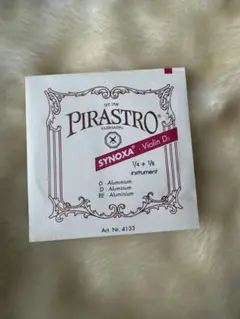 PIRASTRO
SYNOXA® Violin D
1/4 + 1/8
instrument
D - Aluminium
D - Aluminum
RE - Aluminium
Art. Nr. 4133